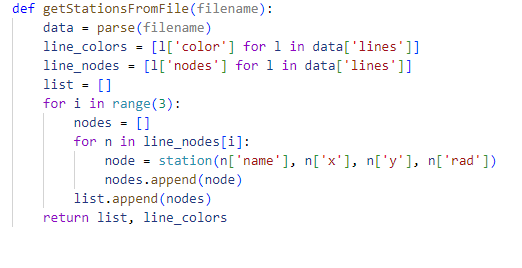 def getStationsFromFile(filename):
    data = parse(filename)
    line_colors = [l['color'] for l in data['lines']]
    line_nodes = [l['nodes'] for l in data['lines']]
    list = []
    for i in range(3):
        nodes = []
        for n in line_nodes[i]:
            node = station(n['name'], n['x'], n['y'], n['rad'])
            nodes.append(node)
        list.append(nodes)
    return list, line_colors